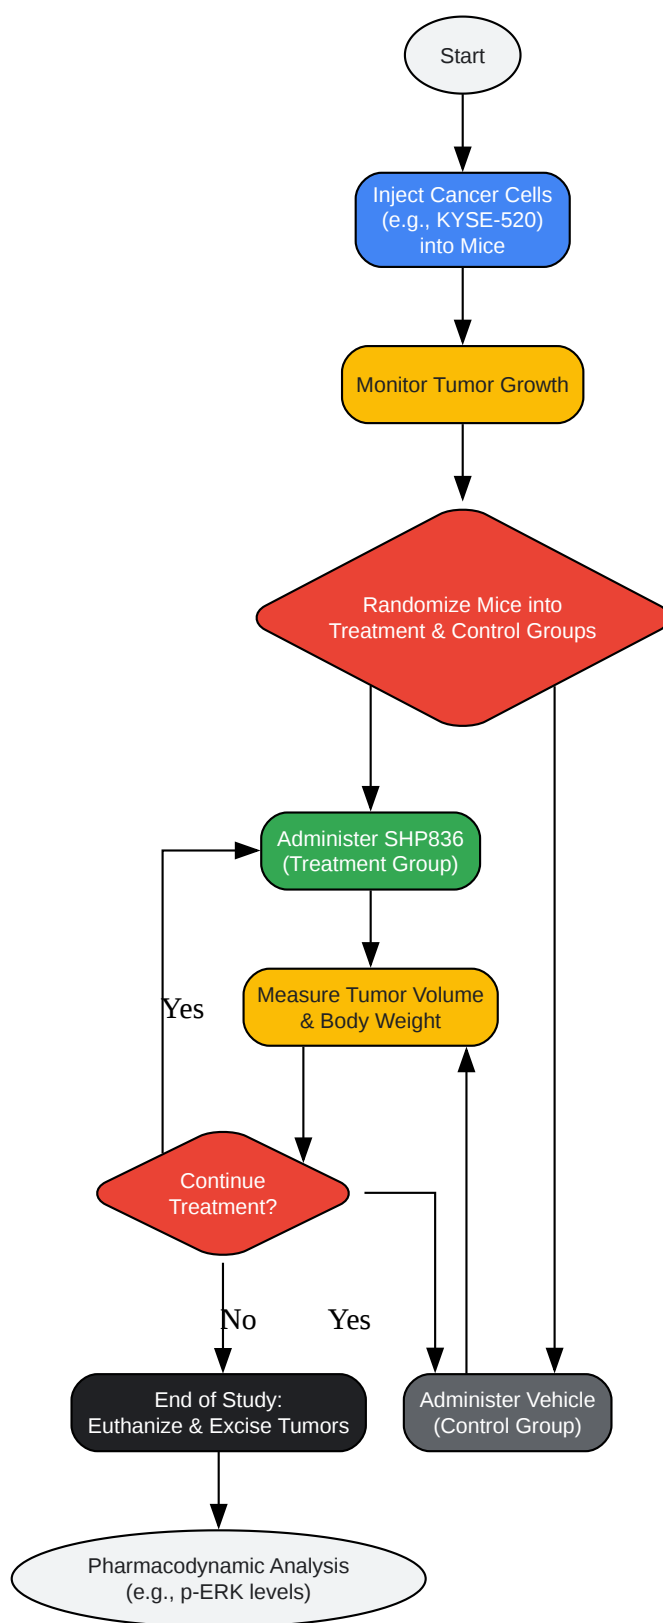 Start
Inject Cancer Cells
(e.g., KYSE-520)
into Mice
Monitor Tumor Growth
Randomize Mice into
Treatment & Control Groups
Administer SHP836
(Treatment Group)
Measure Tumor Volume
& Body Weight
Yes
Continue
Treatment?
No
Yes
End of Study:
Euthanize & Excise Tumors
Administer Vehicle
(Control Group)
Pharmacodynamic Analysis
(e.g., p-ERK levels)